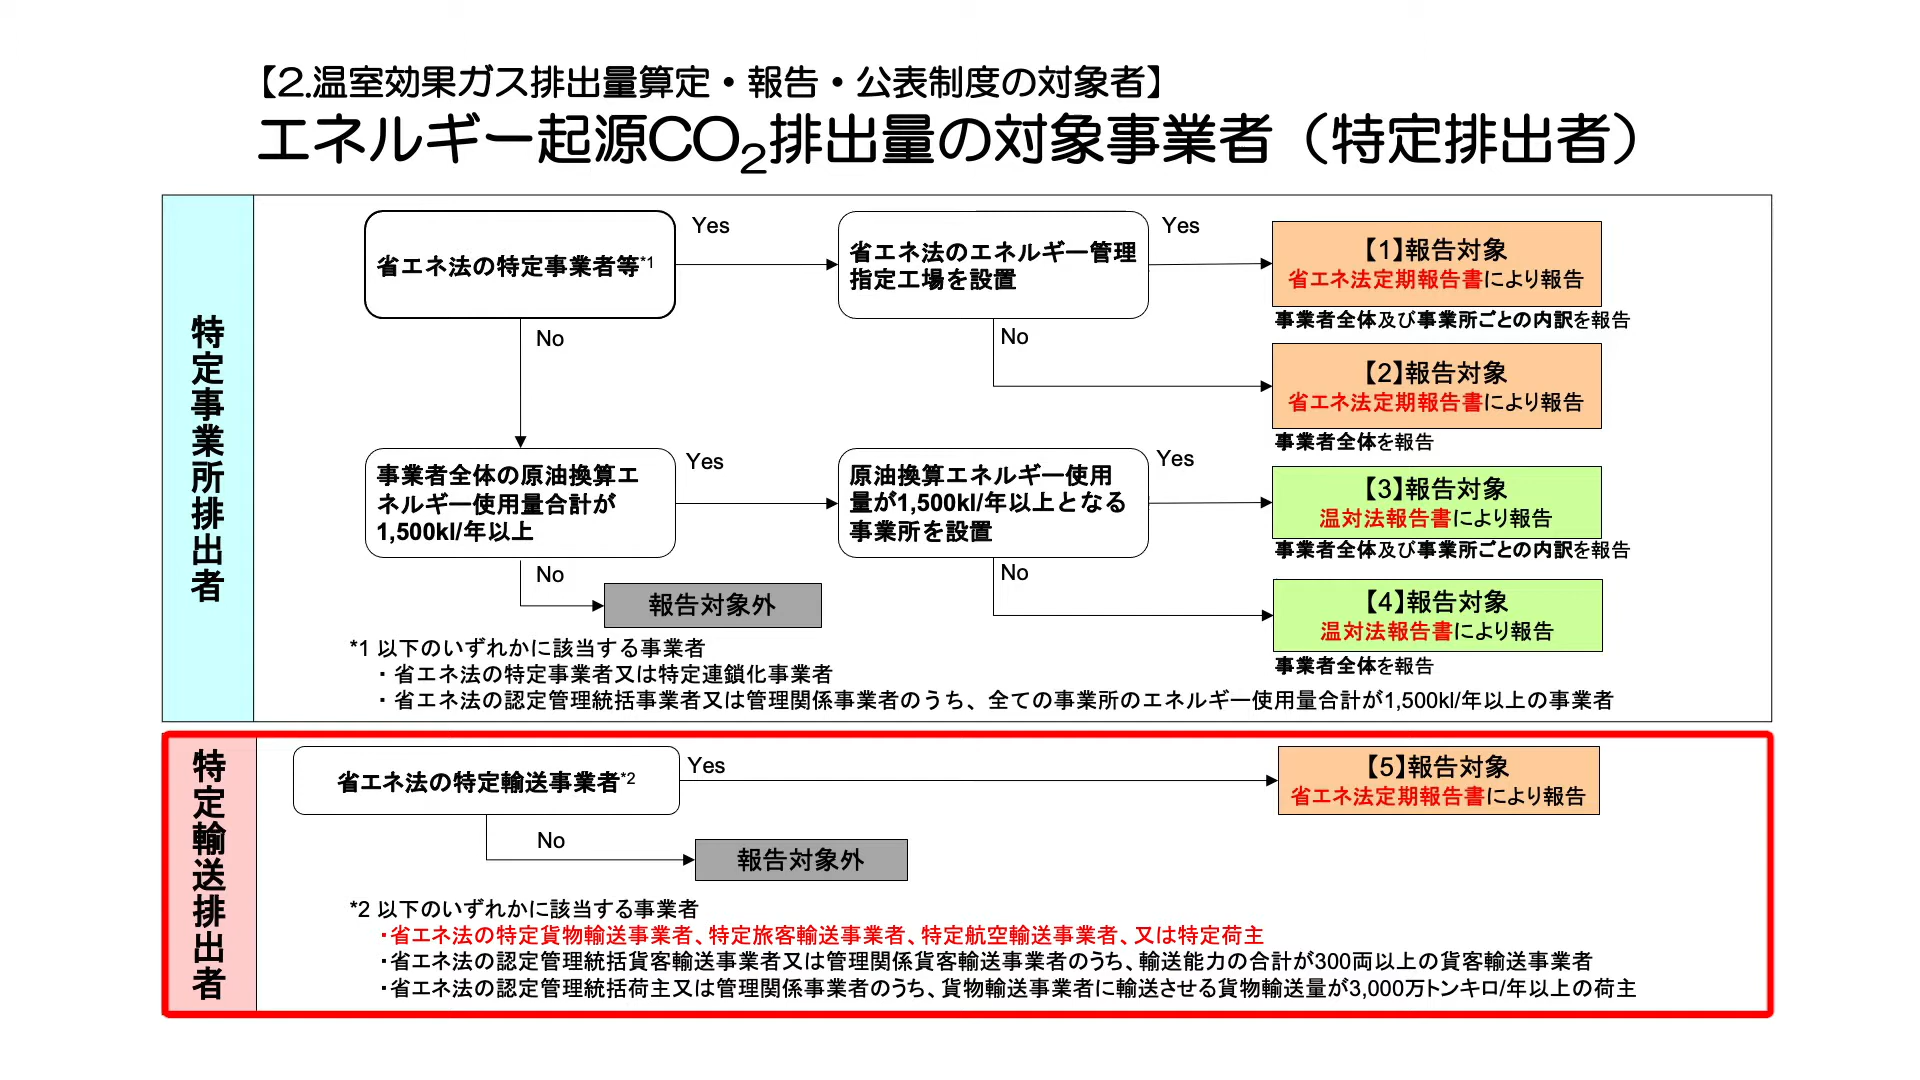 【2.温室効果ガス排出量算定・報告・公表制度の対象者】
エネルギー起源CO2排出量の対象事業者（特定排出者）
特定事業所排出者
省エネ法の特定事業者等*1
Yes
省エネ法のエネルギー管理
指定工場を設置
Yes
【1】報告対象
省エネ法定期報告書により報告
事業者全体及び事業所ごとの内訳を報告
No
No
【2】報告対象
省エネ法定期報告書により報告
事業者全体を報告
事業者全体の原油換算エ
ネルギー使用量合計が
1,500kl/年以上
Yes
原油換算エネルギー使用
量が1,500kl/年以上となる
事業所を設置
Yes
【3】報告対象
温対法報告書により報告
事業者全体及び事業所ごとの内訳を報告
No
報告対象外
No
【4】報告対象
温対法報告書により報告
事業者全体を報告
*1 以下のいずれかに該当する事業者
・省エネ法の特定事業者又は特定連鎖化事業者
・省エネ法の認定管理統括事業者又は管理関係事業者のうち、全ての事業所のエネルギー使用量合計が1,500kl/年以上の事業者
特定輸送排出者
省エネ法の特定輸送事業者*2
Yes
【5】報告対象
省エネ法定期報告書により報告
No
報告対象外
*2 以下のいずれかに該当する事業者
・省エネ法の特定貨物輸送事業者、特定旅客輸送事業者、特定航空輸送事業者、又は特定荷主
・省エネ法の認定管理統括貨客輸送事業者又は管理関係貨客輸送事業者のうち、輸送能力の合計が300両以上の貨客輸送事業者
・省エネ法の認定管理統括荷主又は管理関係事業者のうち、貨物輸送事業者に輸送させる貨物輸送量が3,000万トンキロ/年以上の荷主